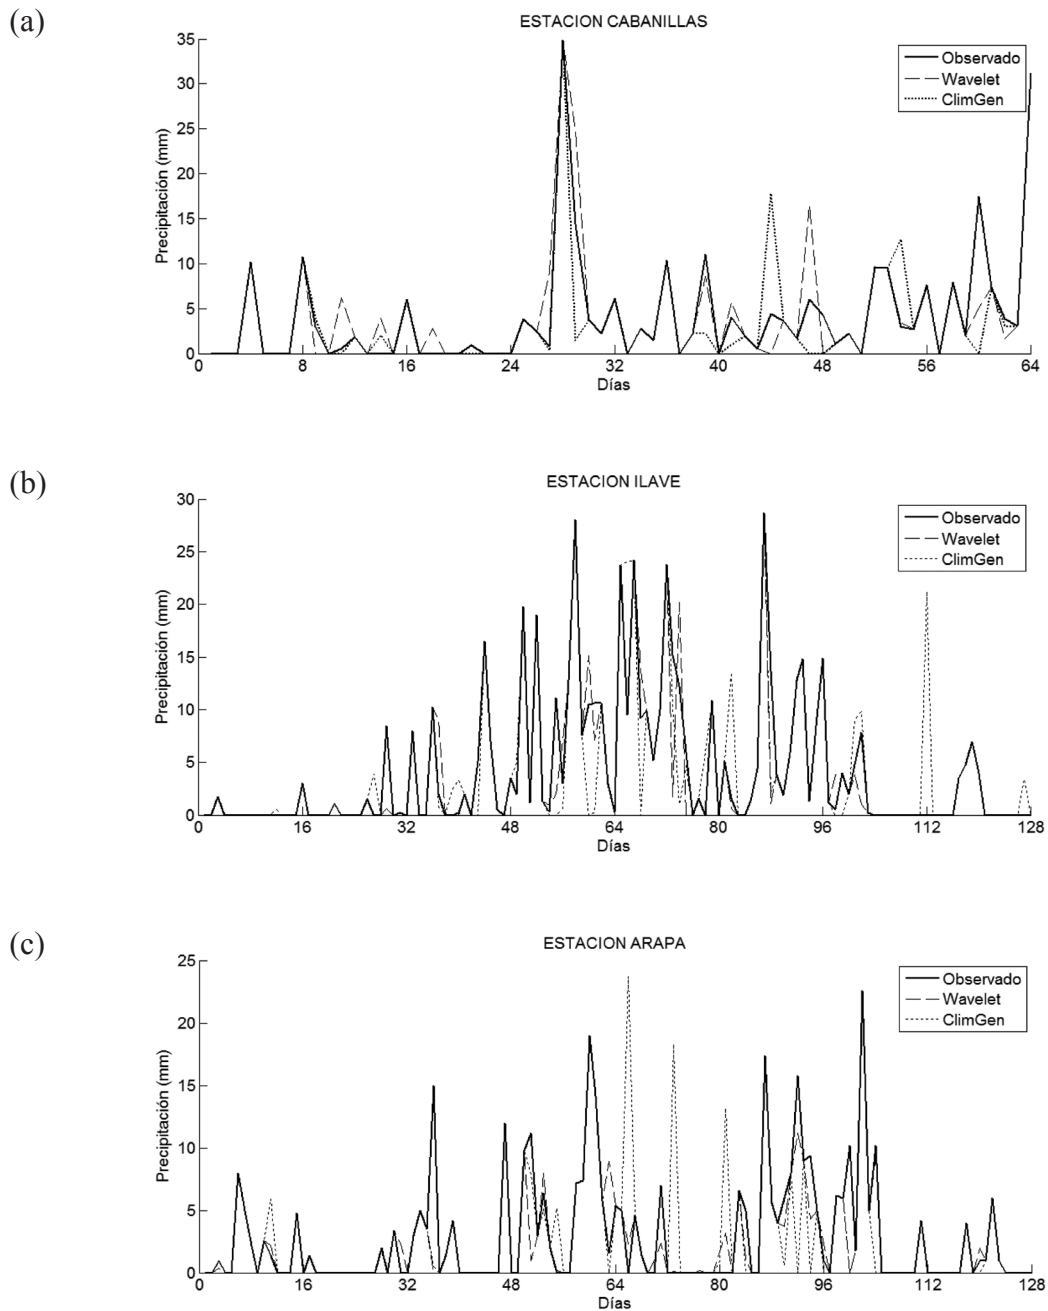 (a)
ESTACION CABANILLAS
Precipitación (mm)
35
30
25
20
15
10
5
0
Observado
Wavelet
ClimGen
0 8 16 24 32 40 48 56 64
Días
(b)
ESTACION ILAVE
Precipitación (mm)
30
25
20
15
10
5
0
Observado
Wavelet
ClimGen
0 16 32 48 64 80 96 112 128
Días
(c)
ESTACION ARAPA
Precipitación (mm)
25
20
15
10
5
0
Observado
Wavelet
ClimGen
0 16 32 48 64 80 96 112 128
Días